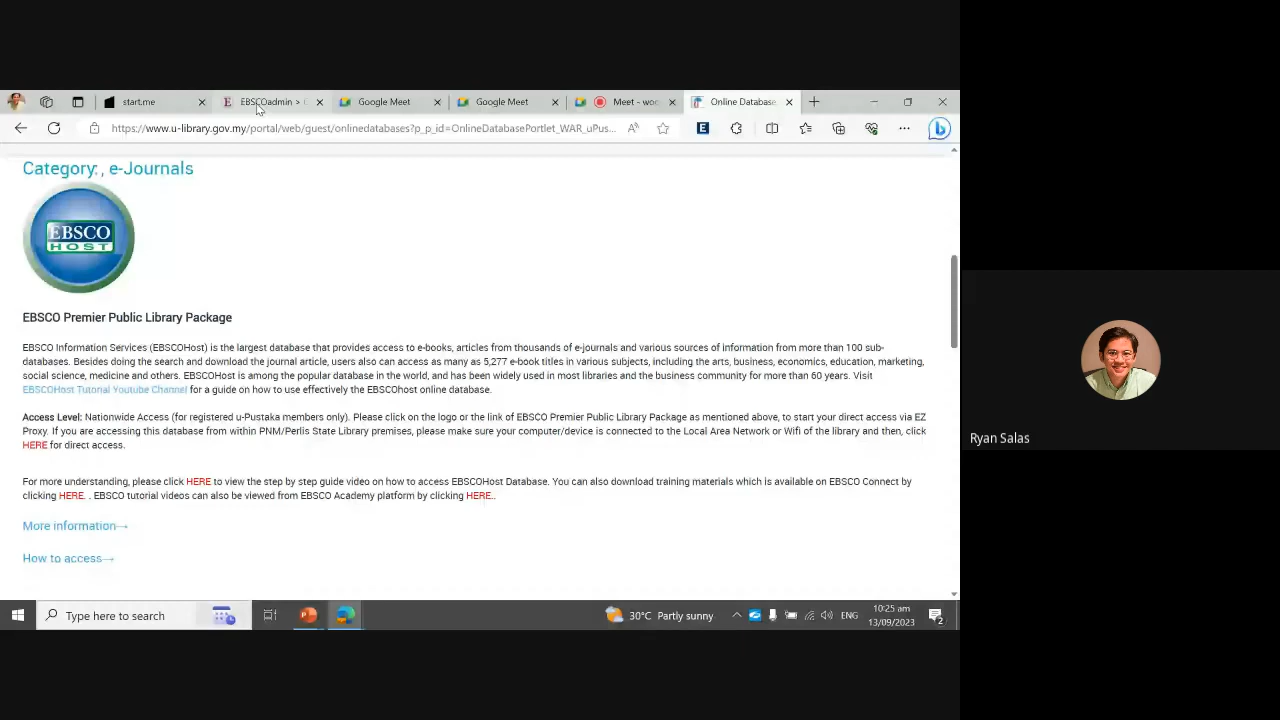 start.me
EBSCOadmin >
Google Meet
Google Meet
Meet - woo
Online Database
https://www.u-library.gov.my/portal/web/guest/onlinedatabases?p_p_id=OnlineDatabasePortlet_WAR_uPus...
Category: , e-Journals
EBSCO
HOST
EBSCO Premier Public Library Package
EBSCO Information Services (EBSCOHost) is the largest database that provides access to e-books, articles from thousands of e-journals and various sources of information from more than 100 sub-
databases. Besides doing the search and download the journal article, users also can access as many as 5,277 e-book titles in various subjects, including the arts, business, economics, education, marketing,
social science, medicine and others. EBSCOHost is among the popular database in the world, and has been widely used in most libraries and the business community for more than 60 years. Visit
EBSCOHost Tutorial Youtube Channel for a guide on how to use effectively the EBSCOhost online database.
Access Level: Nationwide Access (for registered u-Pustaka members only). Please click on the logo or the link of EBSCO Premier Public Library Package as mentioned above, to start your direct access via EZ
Proxy. If you are accessing this database from within PNM/Perlis State Library premises, please make sure your computer/device is connected to the Local Area Network or Wifi of the library and then, click
HERE for direct access.
For more understanding, please click HERE to view the step by step guide video on how to access EBSCOHost Database. You can also download training materials which is available on EBSCO Connect by
clicking HERE. . EBSCO tutorial videos can also be viewed from EBSCO Academy platform by clicking HERE..
More information→
How to access→
Ryan Salas
Type here to search
30°C Partly sunny
ENG
10:25 am
13/09/2023
2